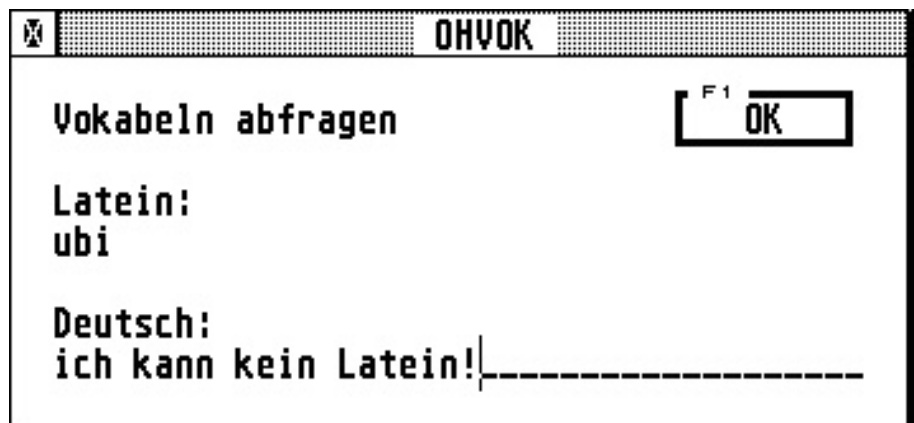 OHVOK
Vokabeln abfragen
F1
OK
Latein:
ubi
Deutsch:
ich kann kein Latein!